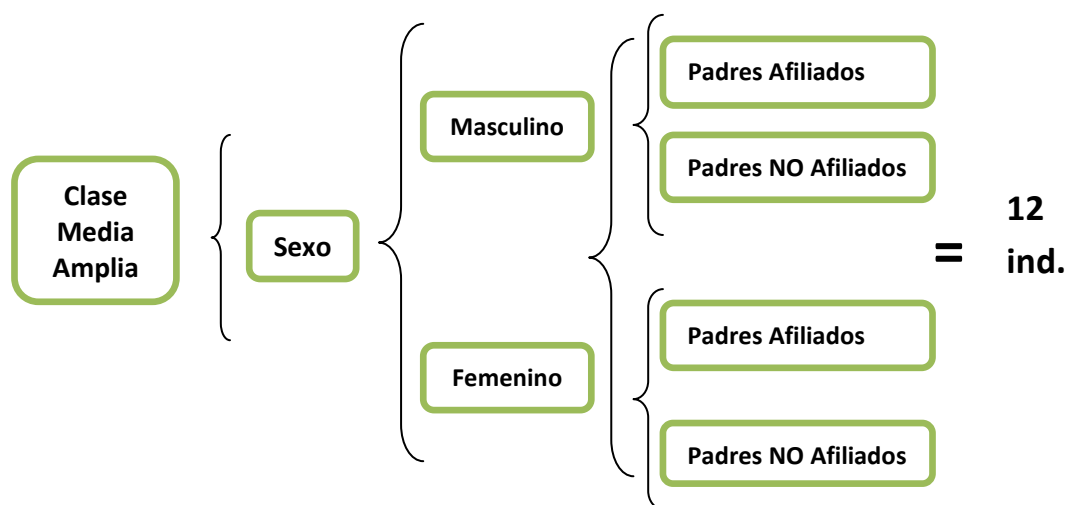 Clase
Media
Amplia
Sexo
Masculino
Femenino
Padres Afiliados
Padres NO Afiliados
Padres Afiliados
Padres NO Afiliados
=
12
ind.